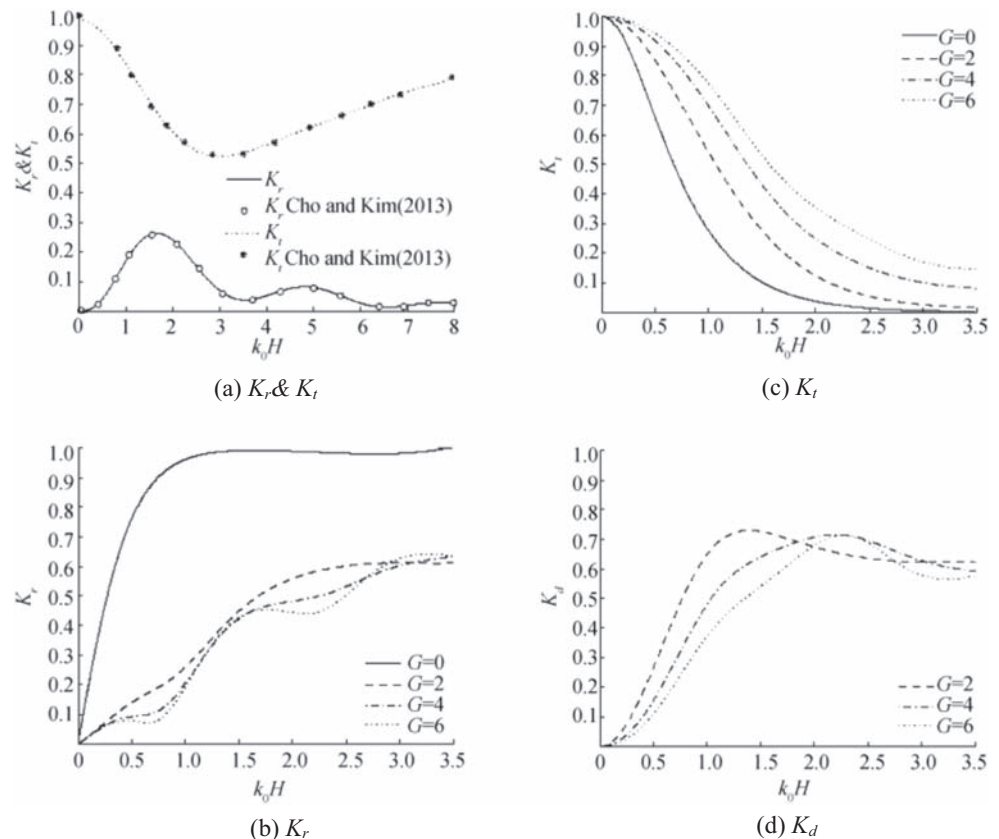 1.0
0.9
0.8
0.7
0.6
0.5
0.4
0.3
0.2
0.1
K_r&K_t
K_r
K_r Cho and Kim(2013)
K_t
K_t Cho and Kim(2013)
0 1 2 3 4 5 6 7 8
k_0H
(a) K_r& K_t
1.0
0.9
0.8
0.7
0.6
0.5
0.4
0.3
0.2
0.1
K_t
G=0
G=2
G=4
G=6
0 0.5 1.0 1.5 2.0 2.5 3.0 3.5
k_0H
(c) K_t
1.0
0.9
0.8
0.7
0.6
0.5
0.4
0.3
0.2
0.1
K_r
G=0
G=2
G=4
G=6
0 0.5 1.0 1.5 2.0 2.5 3.0 3.5
k_0H
(b) K_r
1.0
0.9
0.8
0.7
0.6
0.5
0.4
0.3
0.2
0.1
K_d
G=2
G=4
G=6
0 0.5 1.0 1.5 2.0 2.5 3.0 3.5
k_0H
(d) K_d